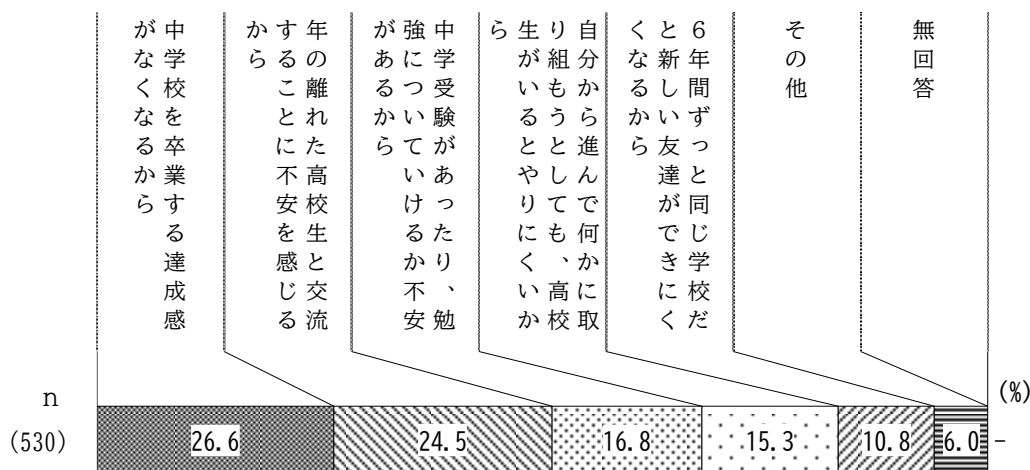 中学校を卒業する達成感
がなくなるから
年の離れた高校生と交流
することに不安を感じる
から
中学受験があったり、勉
強についていけるか不安
があるから
自分から進んで何かに取
り組もうとしても、高校
生がいるとやりにくいか
ら
６年間ずっと同じ学校だ
と新しい友達ができにく
くなるから
その他
無回答
n
(%)
(530)
26.6
24.5
16.8
15.3
10.8
6.0
-